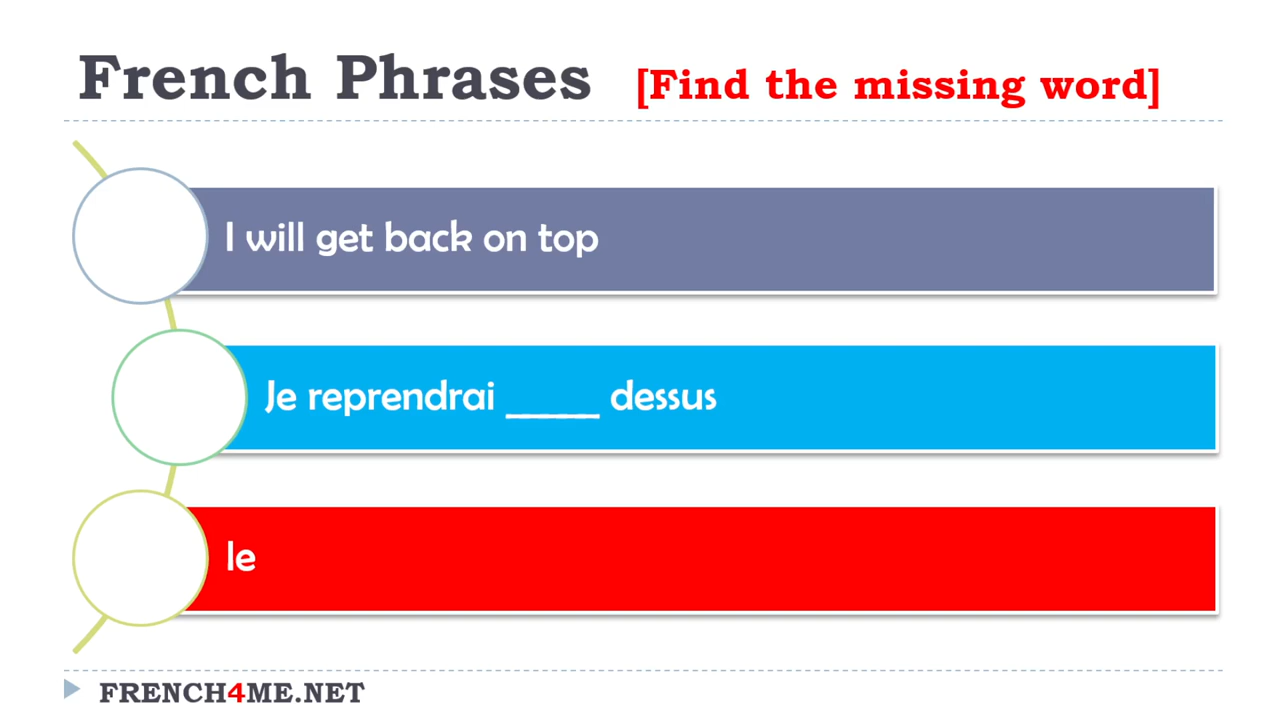 French Phrases [Find the missing word]
I will get back on top
Je reprendrai _____ dessus
le
FRENCH4ME.NET